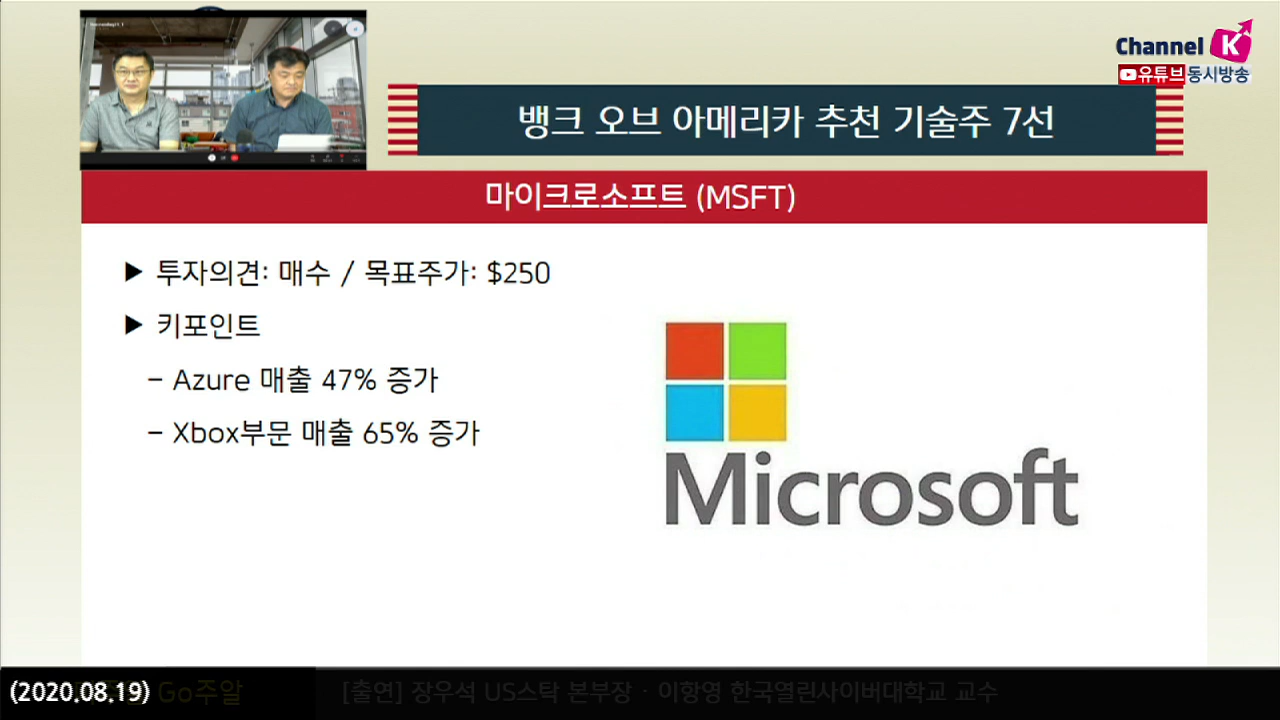 Channel K
유튜브 동시방송
뱅크 오브 아메리카 추천 기술주 7선
마이크로소프트 (MSFT)
▶ 투자의견: 매수 / 목표주가: $250
▶ 키포인트
– Azure 매출 47% 증가
– Xbox부문 매출 65% 증가
Microsoft
(2020.08.19) Go주알
[출연] 장우석 US스탁 본부장 · 이항영 한국열린사이버대학교 교수